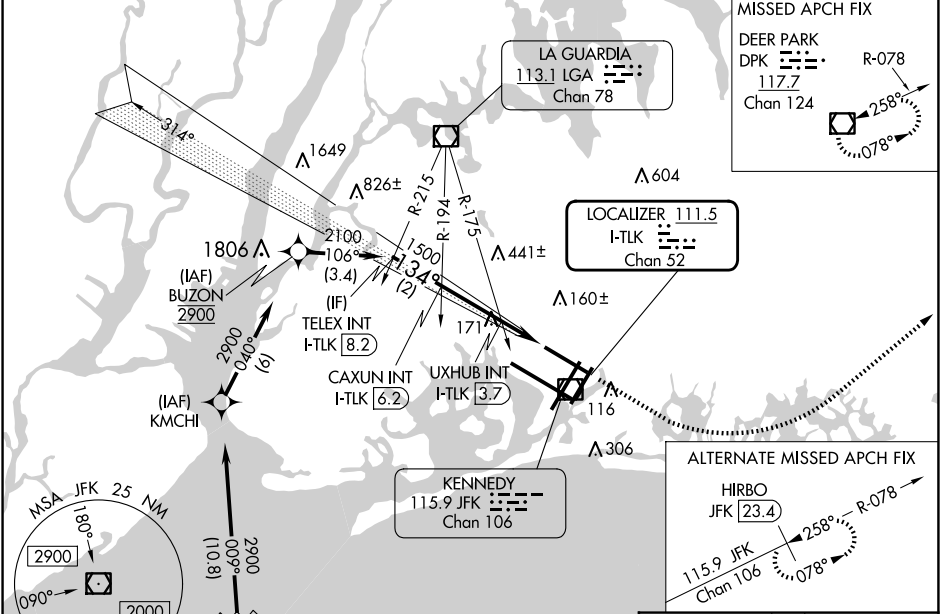 MISSED APCH FIX
DEER PARK
DPK
117.7
Chan 124
R-078
258°
078°
LA GUARDIA
113.1 LGA
Chan 78
314°
1649
826±
604
R-215
R-194
R-175
LOCALIZER 111.5
I-TLK
Chan 52
1806
2100
106°
(3.4)
1500
134°
(2)
441±
160±
(IAF)
BUZON
2900
(IF)
TELEX INT
I-TLK 8.2
171
CAXUN INT
I-TLK 6.2
UXHUB INT
I-TLK 3.7
2900
040°
(6)
(IAF)
KMCHI
116
306
KENNEDY
115.9 JFK
Chan 106
ALTERNATE MISSED APCH FIX
HIRBO
JFK 23.4
R-078
258°
078°
115.9 JFK
Chan 106
MSA JFK 25 NM
180°
2900
090°
2000
2900
009°
(10.8)